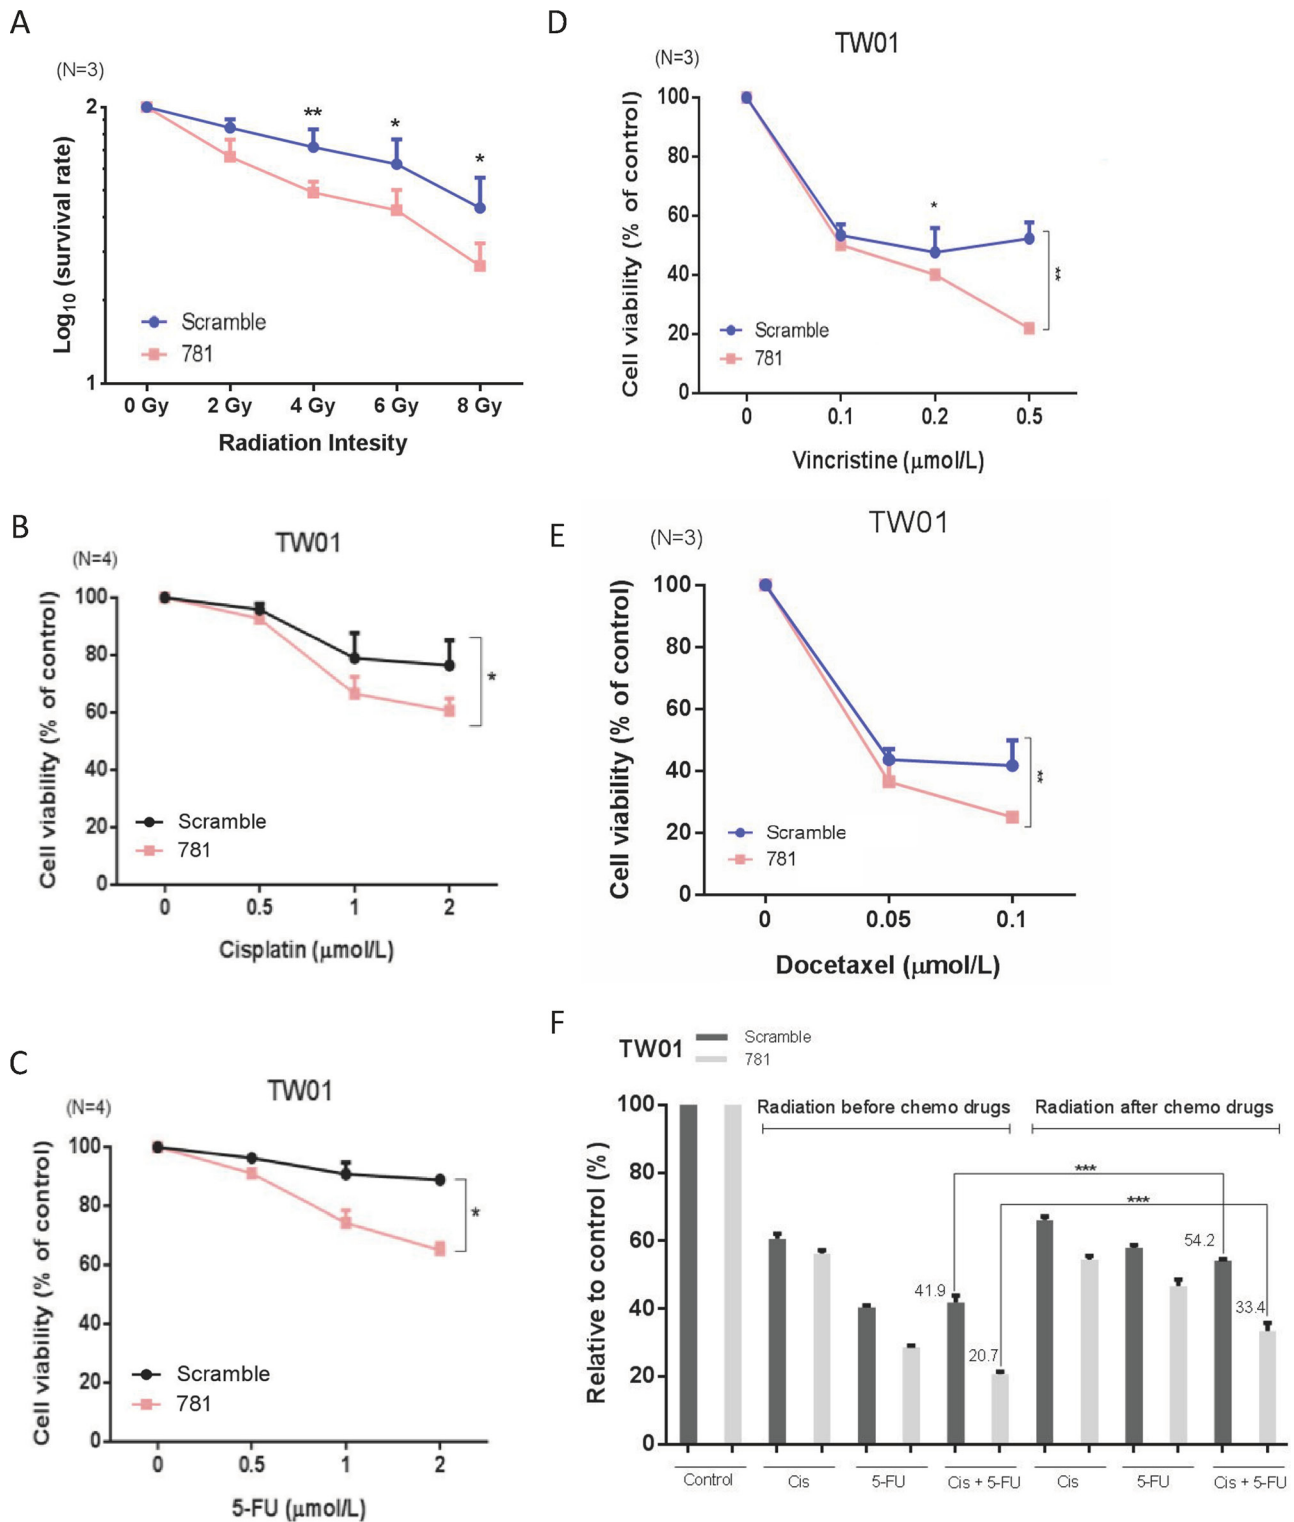 A
(N=3)
2
1
Log10 (survival rate)
**
*
*
Scramble
781
0 Gy 2 Gy 4 Gy 6 Gy 8 Gy
Radiation Intesity
B
TW01
(N=4)
100
80
60
40
20
0
Cell viability (% of control)
*
Scramble
781
0 0.5 1 2
Cisplatin (μmol/L)
C
TW01
(N=4)
100
80
60
40
20
0
Cell viability (% of control)
*
Scramble
781
0 0.5 1 2
5-FU (μmol/L)
D
TW01
(N=3)
100
80
60
40
20
0
Cell viability (% of control)
*
**
Scramble
781
0 0.1 0.2 0.5
Vincristine (μmol/L)
E
TW01
(N=3)
100
80
60
40
20
0
Cell viability (% of control)
**
Scramble
781
0 0.05 0.1
Docetaxel (μmol/L)
F
TW01
Scramble
781
Radiation before chemo drugs
Radiation after chemo drugs
100
80
60
40
20
0
Relative to control (%)
***
***
41.9
20.7
54.2
33.4
Control Cis 5-FU Cis + 5-FU Cis 5-FU Cis + 5-FU